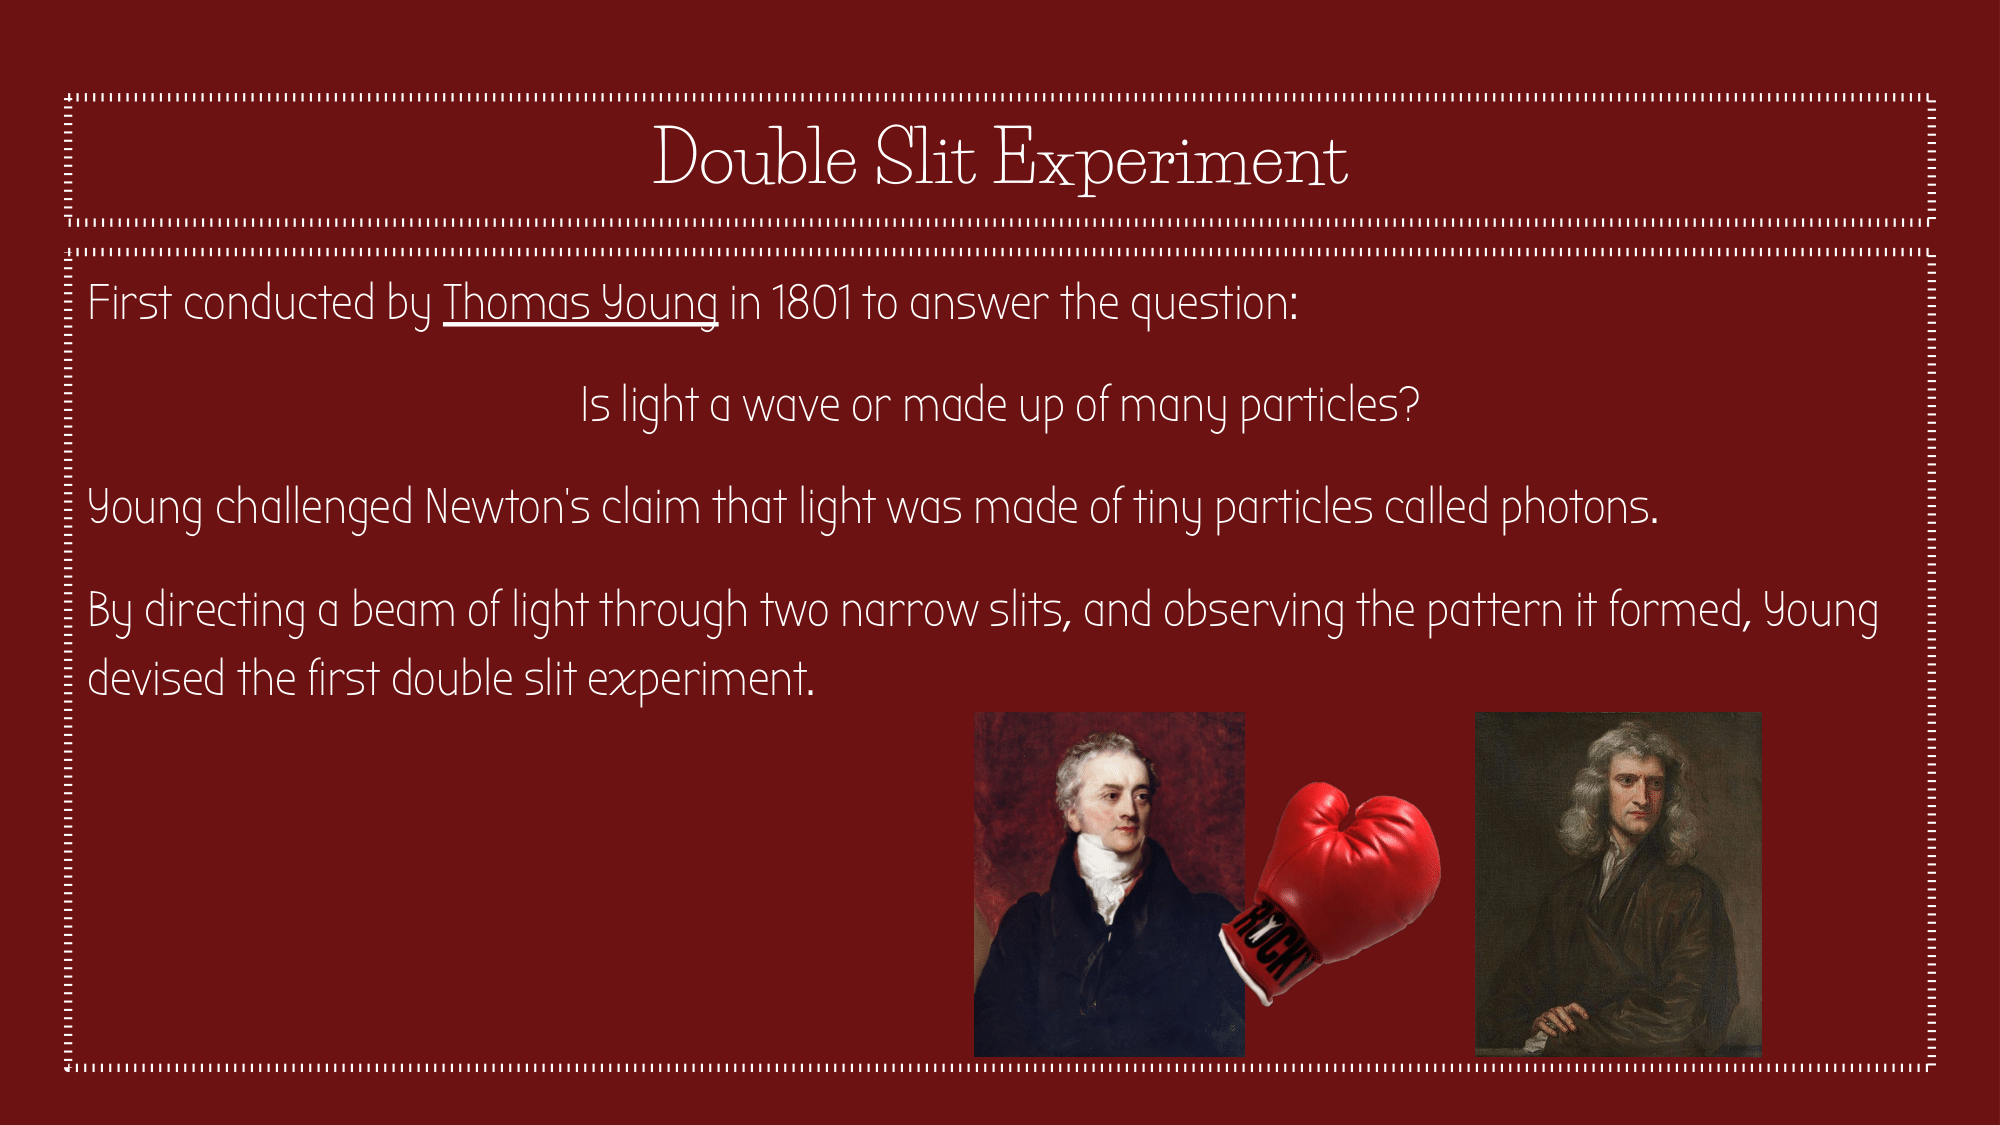 Double Slit Experiment
First conducted by Thomas Young in 1801 to answer the question:
Is light a wave or made up of many particles?
Young challenged Newton's claim that light was made of tiny particles called photons.
By directing a beam of light through two narrow slits, and observing the pattern it formed, Young
devised the first double slit experiment.
ROCKY